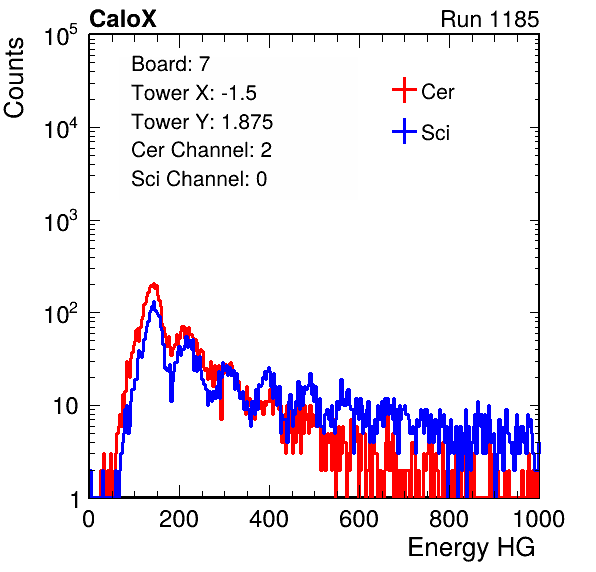 CaloX Run 1185
Counts
Board: 7
Tower X: -1.5
Tower Y: 1.875
Cer Channel: 2
Sci Channel: 0
Cer
Sci
10^5
10^4
10^3
10^2
10
1
0 200 400 600 800 1000
Energy HG